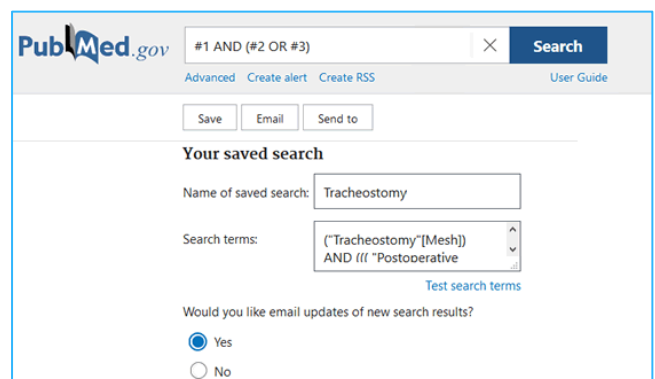 PubMed.gov
#1 AND (#2 OR #3)
Search
Advanced Create alert Create RSS User Guide
Save Email Send to
Your saved search
Name of saved search: Tracheostomy
Search terms: ("Tracheostomy"[Mesh])
AND ((( "Postoperative
Test search terms
Would you like email updates of new search results?
Yes
No